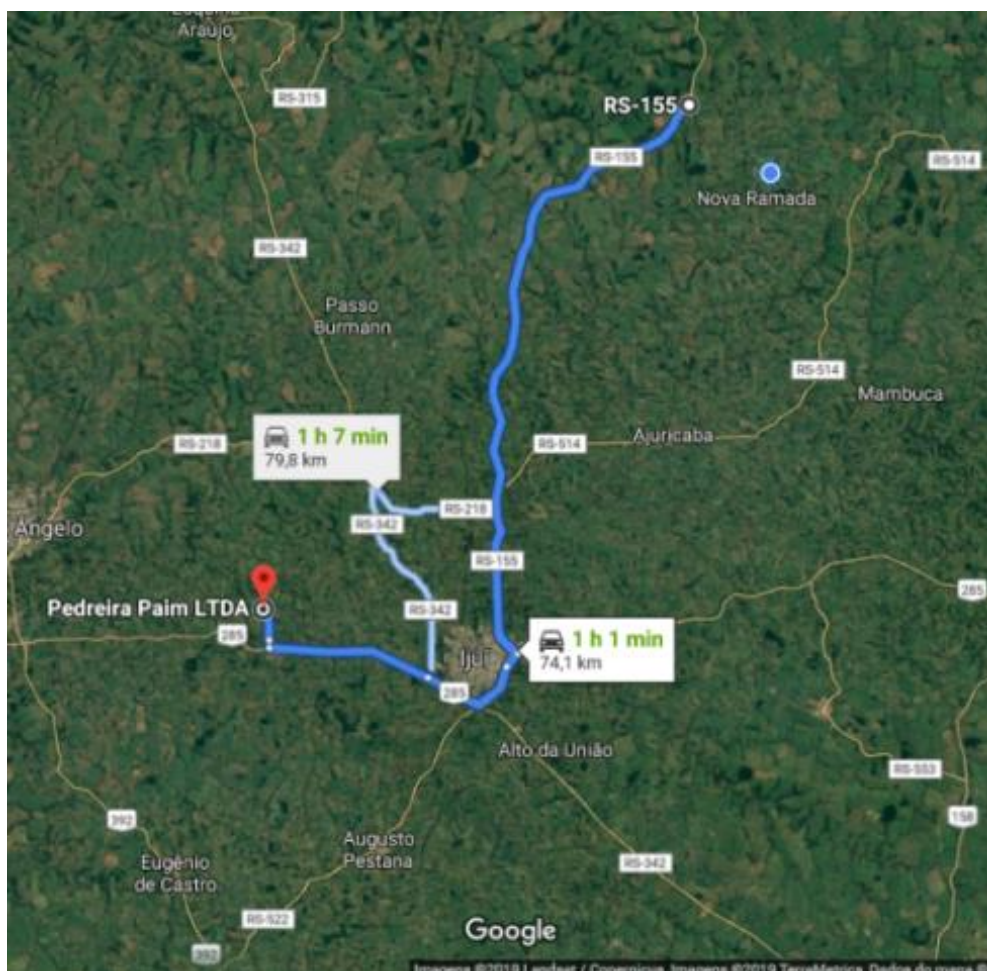 Araújo
RS-315
RS-155
RS-155
RS-514
Nova Ramada
RS-342
Passo
Burmann
RS-514
Mambuca
1 h 7 min
79,8 km
RS-218
RS-514
Ajuricaba
RS-342
RS-218
Ângelo
RS-155
285
Pedreira Paim LTDA
RS-342
285
Ijuí
1 h 1 min
74,1 km
285
Alto da União
RS-553
392
158
Augusto
Pestana
Eugênio
de Castro
RS-342
RS-522
392
Google